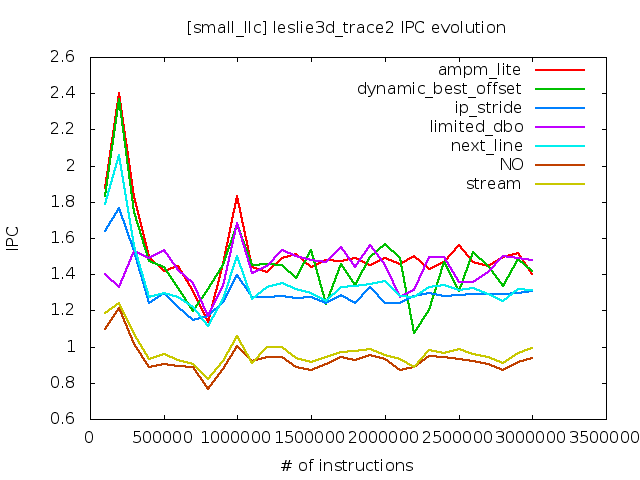 [small_llc] leslie3d_trace2 IPC evolution
2.6
2.4
2.2
2
1.8
1.6
1.4
1.2
1
0.8
0.6
IPC
ampm_lite
dynamic_best_offset
ip_stride
limited_dbo
next_line
NO
stream
0 500000 1000000 1500000 2000000 2500000 3000000 3500000
# of instructions